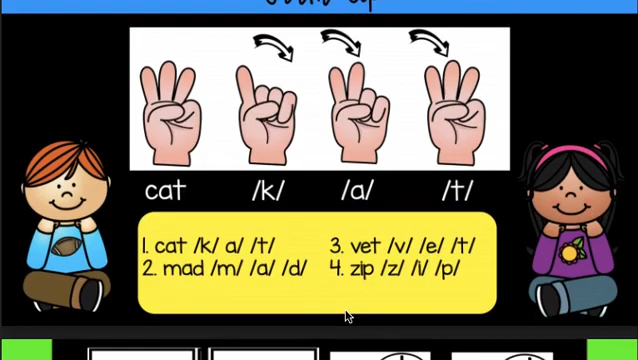 cat /k/ /a/ /t/
1. cat /k/ a/ /t/
2. mad /m/ /a/ /d/
3. vet /v/ /e/ /t/
4. zip /z/ /i/ /p/